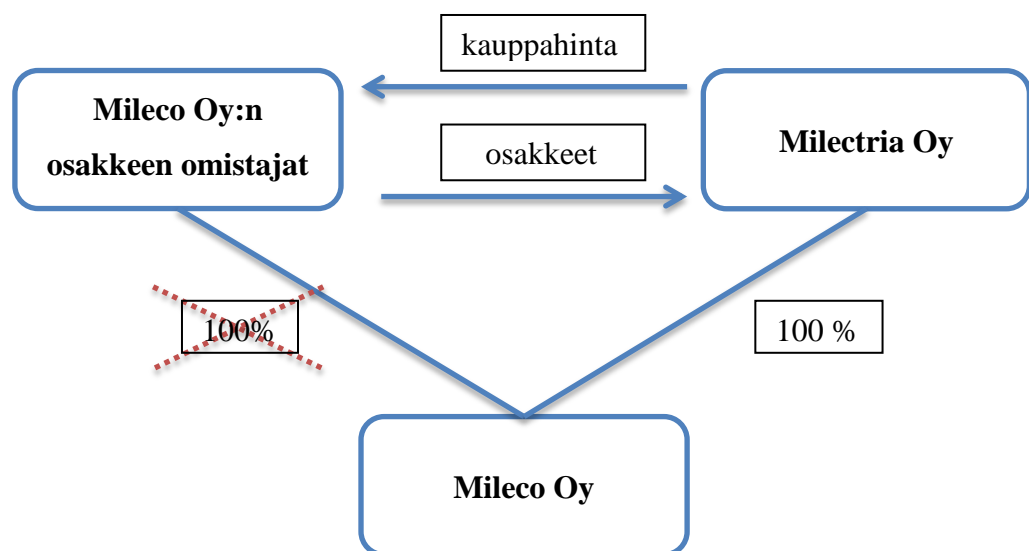 kauppahinta
Mileco Oy:n
osakkeen omistajat
osakkeet
Milectria Oy
100%
100 %
Mileco Oy